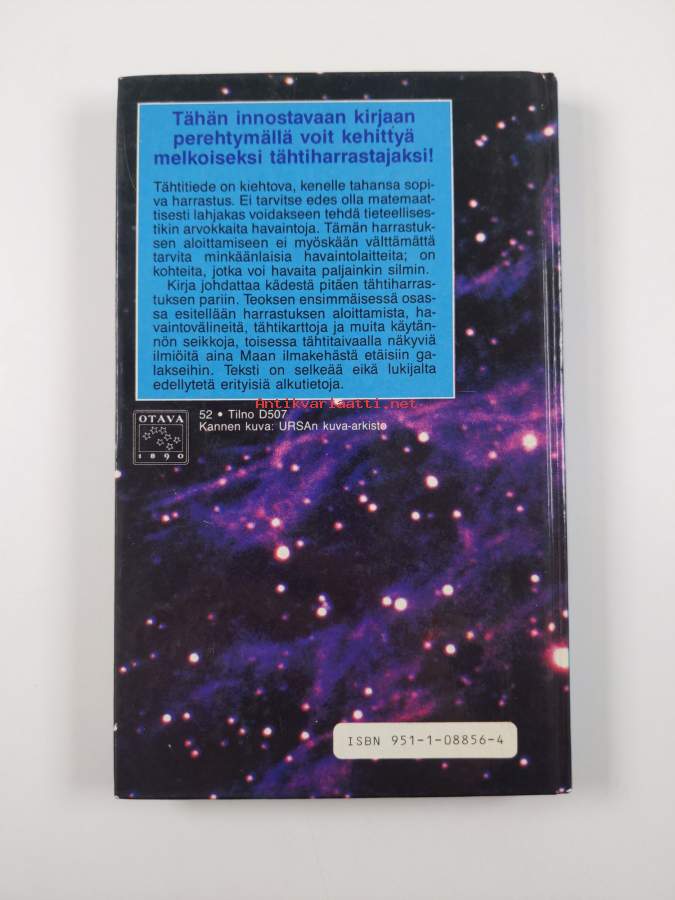 Tähän innostavaan kirjaan
perehtymällä voit kehittyä
melkoiseksi tähtiharrastajaksi!
Tähtitiede on kiehtova, kenelle tahansa sopi-
va harrastus. Ei tarvitse edes olla matemaat-
tisesti lahjakas voidakseen tehdä tieteellises-
tikin arvokkaita havaintoja. Tämän harrastuk-
sen aloittamiseen ei myöskään välttämättä
tarvita minkäänlaisia havaintolaitteita; on
kohteita, jotka voi havaita paljainkin silmin.
Kirja johdattaa kädestä pitäen tähtiharras-
tuksen pariin. Teoksen ensimmäisessä osas-
sa esitellään harrastuksen aloittamista, ha-
vaintovälineitä, tähtikarttoja ja muita käytän-
nön seikkoja, toisessa tähtitaivaalla näkyviä
ilmiöitä aina Maan ilmakehästä etäisiin ga-
lakseihin. Teksti on selkeää eikä lukijalta
edellytetä erityisiä alkutietoja.
Antikvariaatti.net
OTAVA
1890
52 • Tilno D507
Kannen kuva: URSAn kuva-arkisto
ISBN 951-1-08856-4